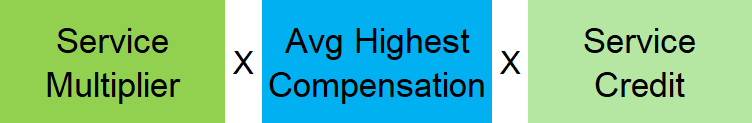 Service
Multiplier
X
Avg Highest
Compensation
X
Service
Credit